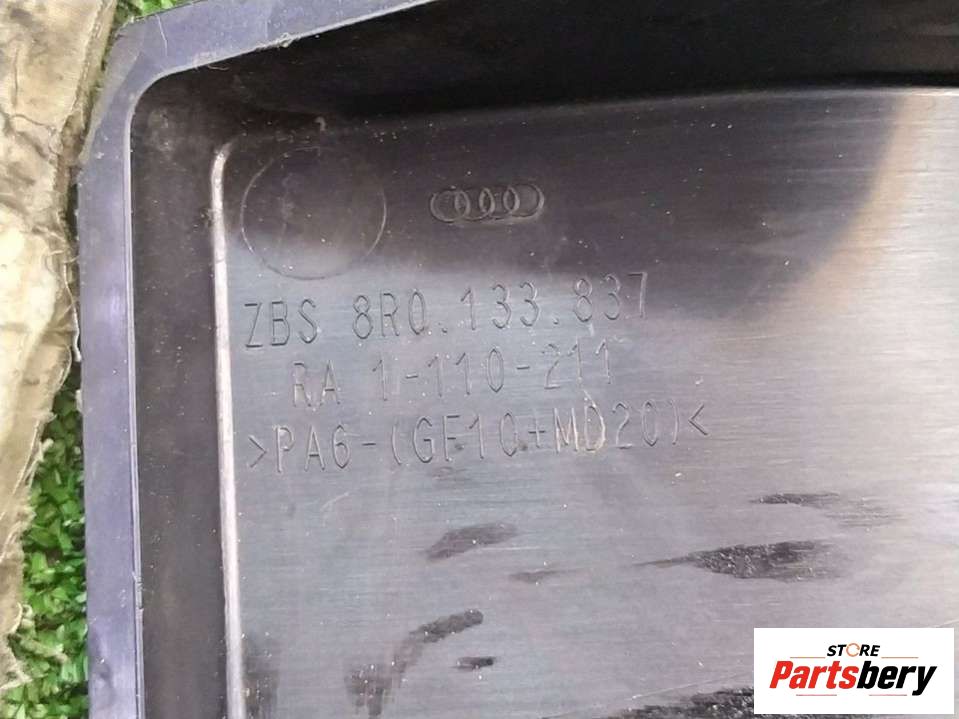 ZBS 8R0.133.837
RA 1-110-211
>PA6-(GF10+MD20)<
STORE
Partsbery